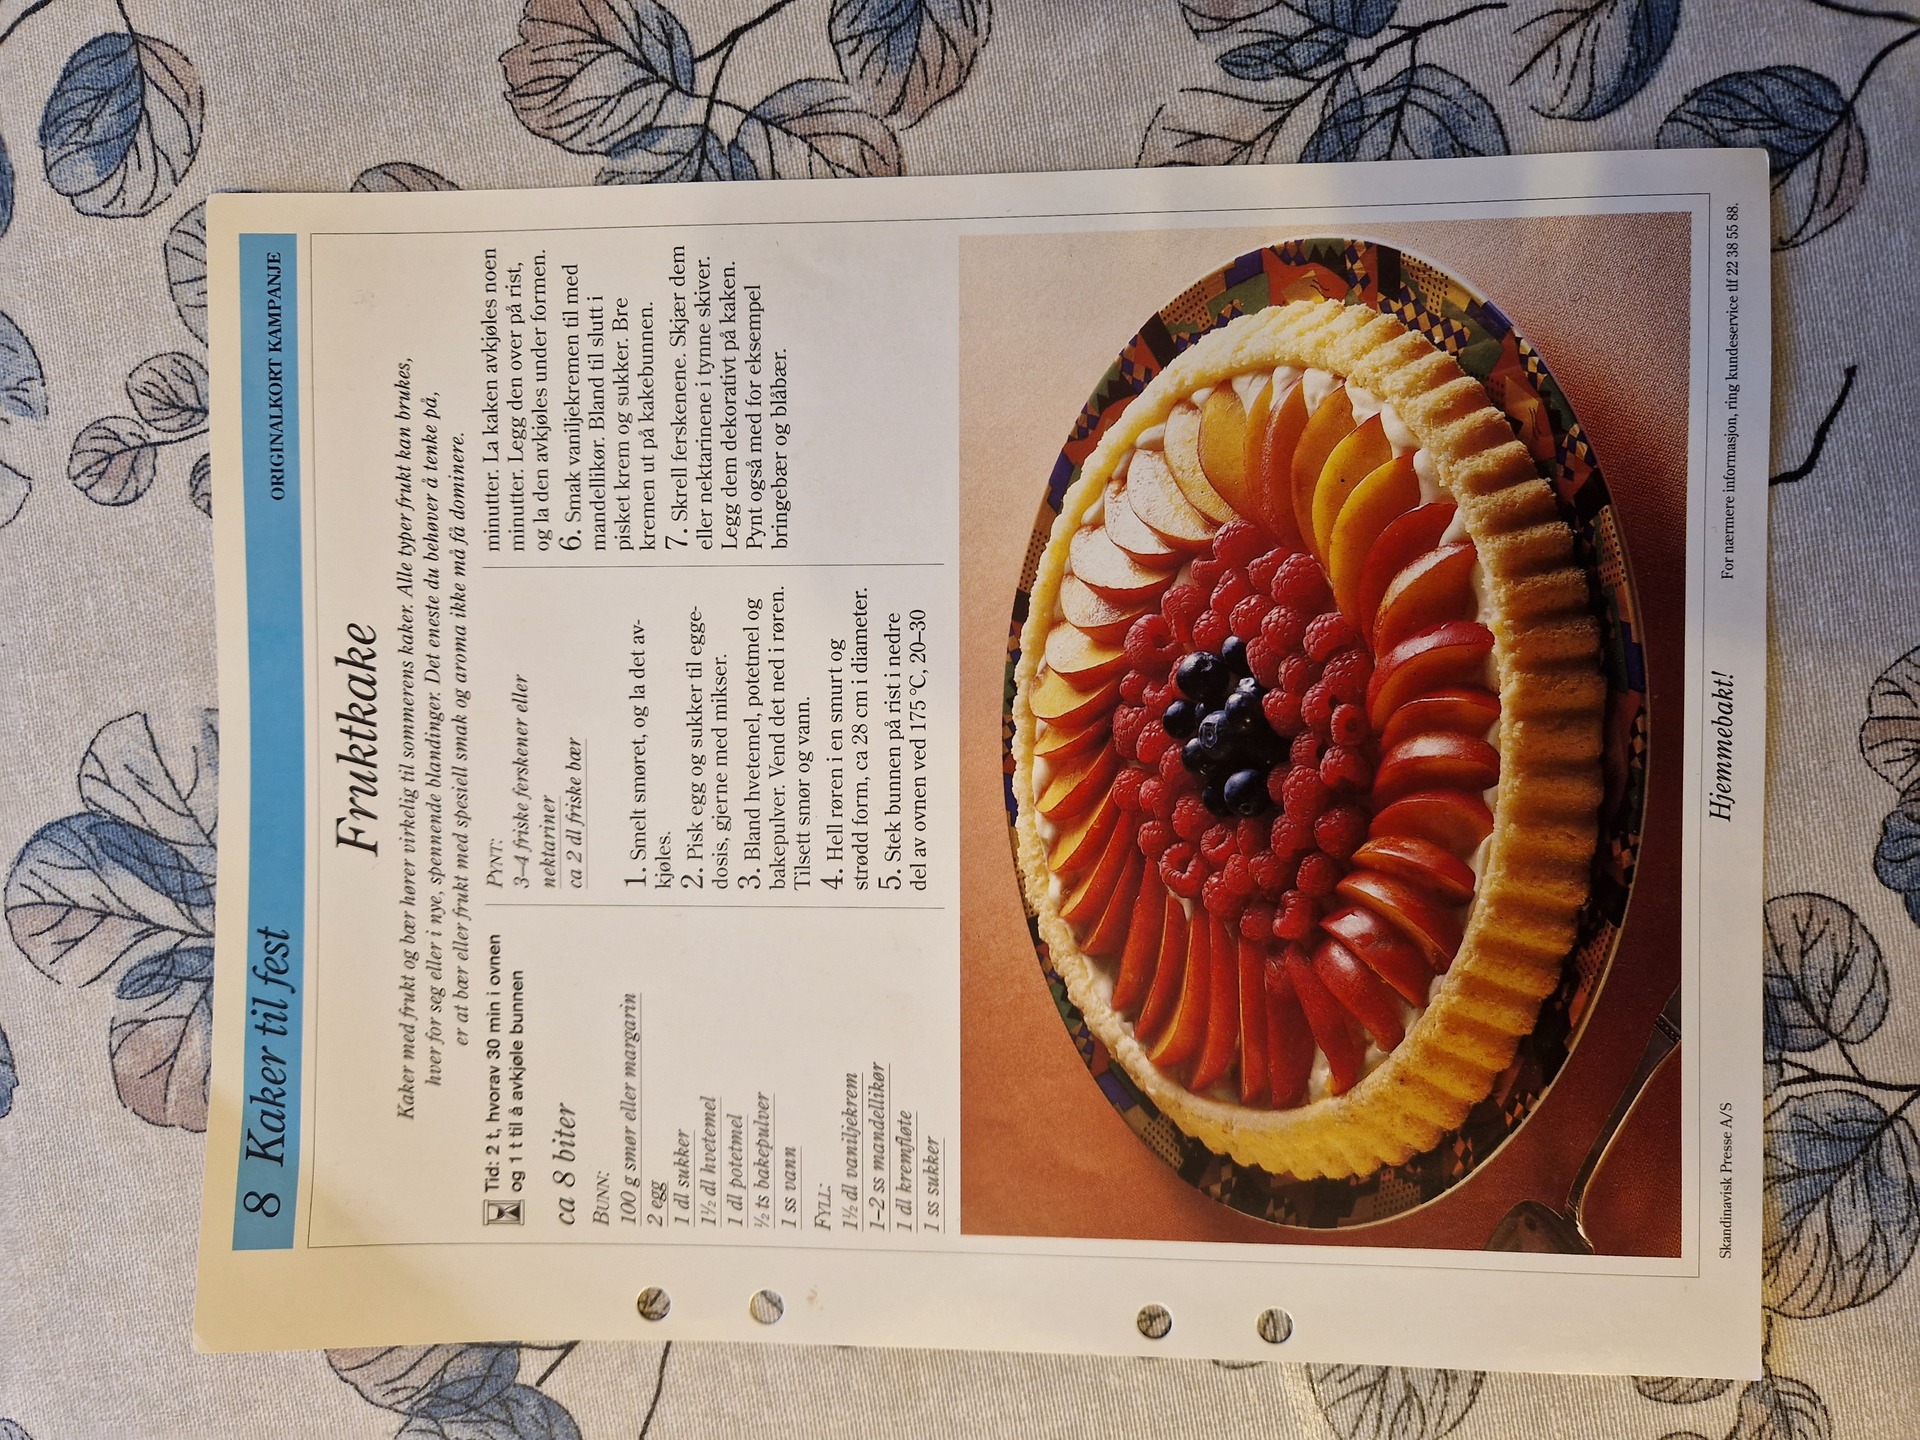 8 Kaker til fest
ORIGINALKORT KAMPANJE
Fruktkake
Kaker med frukt og bær hører virkelig til sommerens kaker. Alle typer frukt kan brukes,
hver for seg eller i nye, spennende blandinger. Det eneste du behøver å tenke på,
er at bær eller frukt med spesiell smak og aroma ikke må få dominere.
Tid: 2 t, hvorav 30 min i ovnen
og 1 t til å avkjøle bunnen
ca 8 biter
BUNN:
100 g smør eller margarin
2 egg
1 dl sukker
1½ dl hvetemel
1 dl potetmel
½ ts bakepulver
1 ss vann
FYLL:
1½ dl vaniljekrem
1–2 ss mandellikør
1 dl kremfløte
1 ss sukker
PYNT:
3–4 friske ferskener eller
nektariner
ca 2 dl friske bær
1. Smelt smøret, og la det av-
kjøles.
2. Pisk egg og sukker til egge-
dosis, gjerne med mikser.
3. Bland hvetemel, potetmel og
bakepulver. Vend det ned i røren.
Tilsett smør og vann.
4. Hell røren i en smurt og
strødd form, ca 28 cm i diameter.
5. Stek bunnen på rist i nedre
del av ovnen ved 175 °C, 20–30
minutter. La kaken avkjøles noen
minutter. Legg den over på rist,
og la den avkjøles under formen.
6. Smak vaniljekremen til med
mandellikør. Bland til slutt i
pisket krem og sukker. Bre
kremen ut på kakebunnen.
7. Skrell ferskenene. Skjær dem
eller nektarinene i tynne skiver.
Legg dem dekorativt på kaken.
Pynt også med for eksempel
bringebær og blåbær.
Skandinavisk Presse A/S
Hjemmebakt!
For nærmere informasjon, ring kundeservice tlf 22 38 55 88.